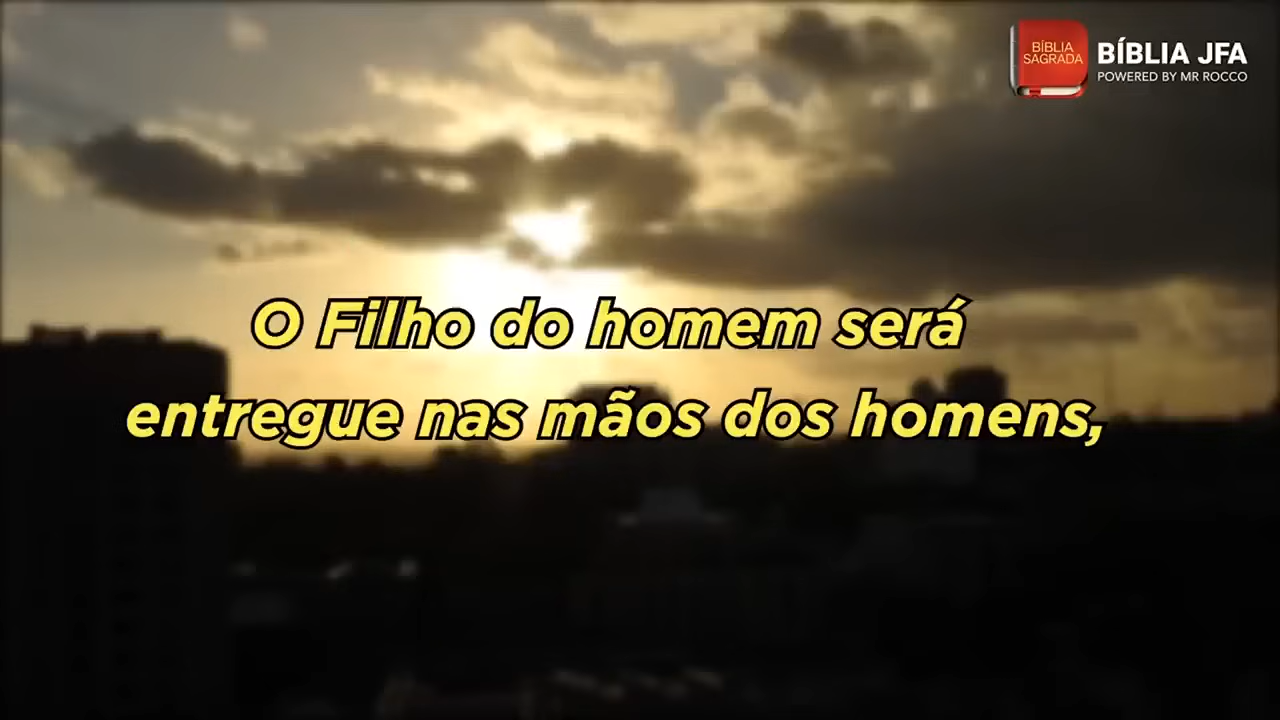 BÍBLIA
SAGRADA
BÍBLIA JFA
POWERED BY MR ROCCO
O Filho do homem será
entregue nas mãos dos homens,